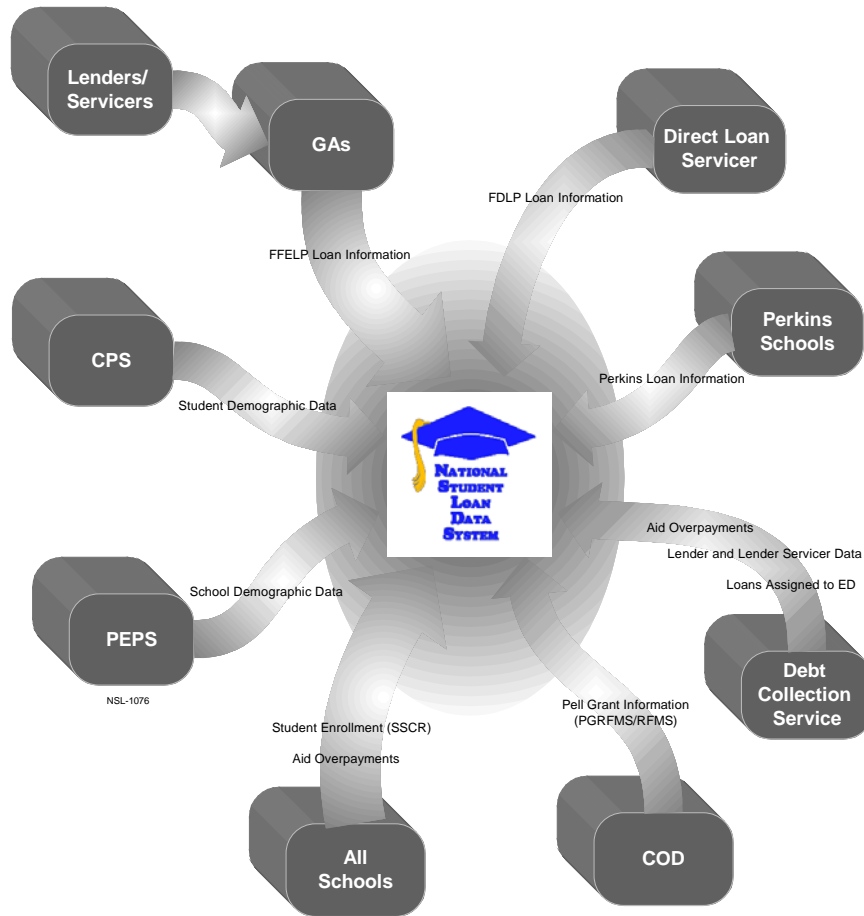 Lenders/
Servicers
GAs
Direct Loan
Servicer
FDLP Loan Information
FFELP Loan Information
CPS
Perkins
Schools
Student Demographic Data
Perkins Loan Information
NATIONAL
STUDENT
LOAN
DATA
SYSTEM
Aid Overpayments
Lender and Lender Servicer Data
Loans Assigned to ED
School Demographic Data
PEPS
NSL-1076
Debt
Collection
Service
Pell Grant Information
(PGRFMS/RFMS)
Student Enrollment (SSCR)
Aid Overpayments
All
Schools
COD